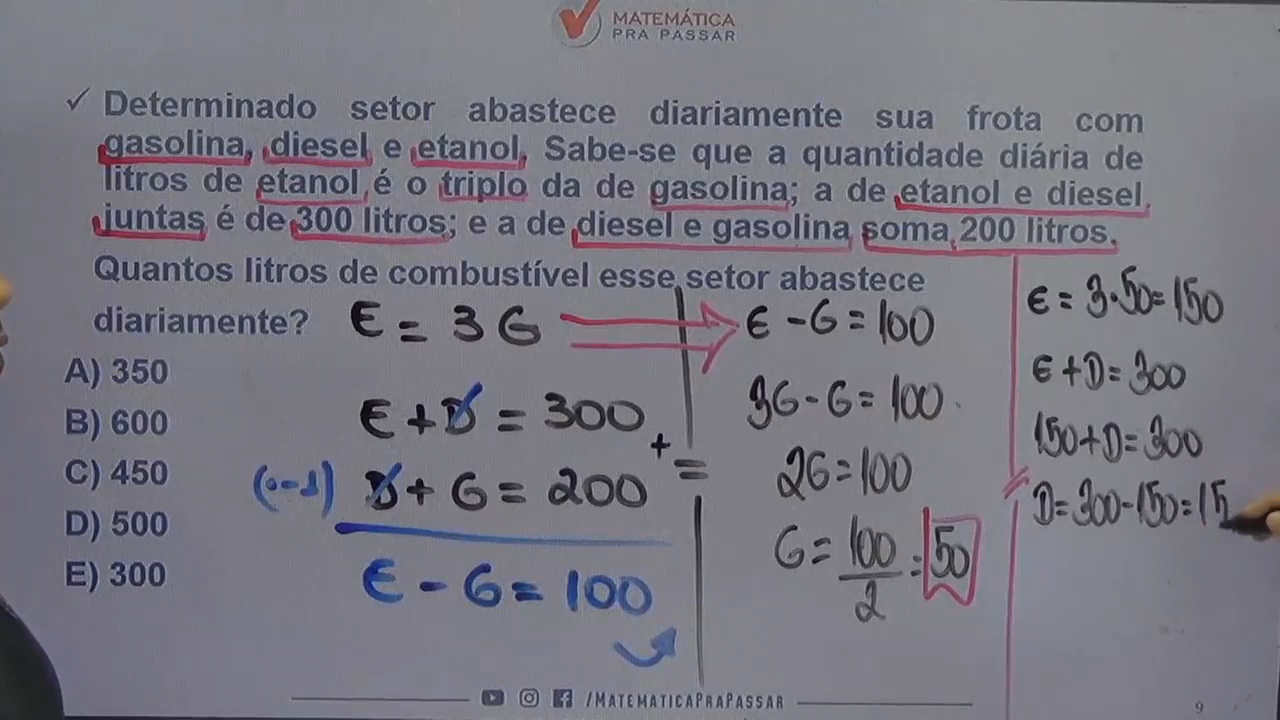 MATEMÁTICA
PRA PASSAR
✓ Determinado setor abastece diariamente sua frota com
gasolina, diesel e etanol. Sabe-se que a quantidade diária de
litros de etanol é o triplo da de gasolina; a de etanol e diesel
juntas é de 300 litros; e a de diesel e gasolina soma 200 litros.
Quantos litros de combustível esse setor abastece
diariamente?
A) 350
B) 600
C) 450
D) 500
E) 300
E = 3G
E + D = 300
+
(·-1) D + G = 200
E - G = 100
=
E - G = 100
3G - G = 100
2G = 100
G = 100/2 = 50
E = 3·50 = 150
E + D = 300
150 + D = 300
D = 300 - 150 = 15
/MATEMATICAPRAPASSAR
9